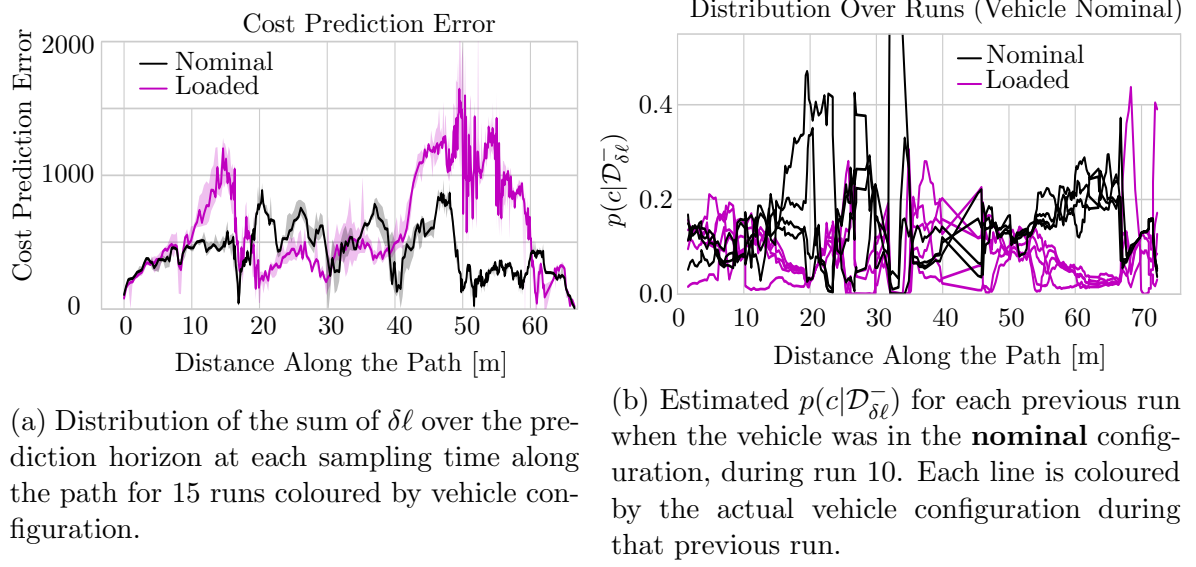 Cost Prediction Error
Cost Prediction Error
2000
1000
0
Nominal
Loaded
0 10 20 30 40 50 60
Distance Along the Path [m]
(a) Distribution of the sum of δℓ over the pre-
diction horizon at each sampling time along
the path for 15 runs coloured by vehicle con-
figuration.
Distribution Over Runs (Vehicle Nominal)
p(c|𝒟⁻_δℓ)
0.4
0.2
0.0
Nominal
Loaded
0 10 20 30 40 50 60 70
Distance Along the Path [m]
(b) Estimated p(c|𝒟⁻_δℓ) for each previous run
when the vehicle was in the nominal config-
uration, during run 10. Each line is coloured
by the actual vehicle configuration during
that previous run.